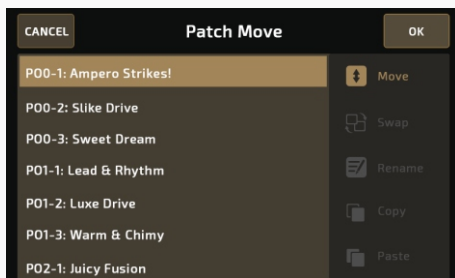 CANCEL Patch Move OK
P00-1: Ampero Strikes!
Move
P00-2: Slike Drive
Swap
P00-3: Sweet Dream
P01-1: Lead & Rhythm
Rename
P01-2: Luxe Drive
Copy
P01-3: Warm & Chimy
P02-1: Juicy Fusion
Paste